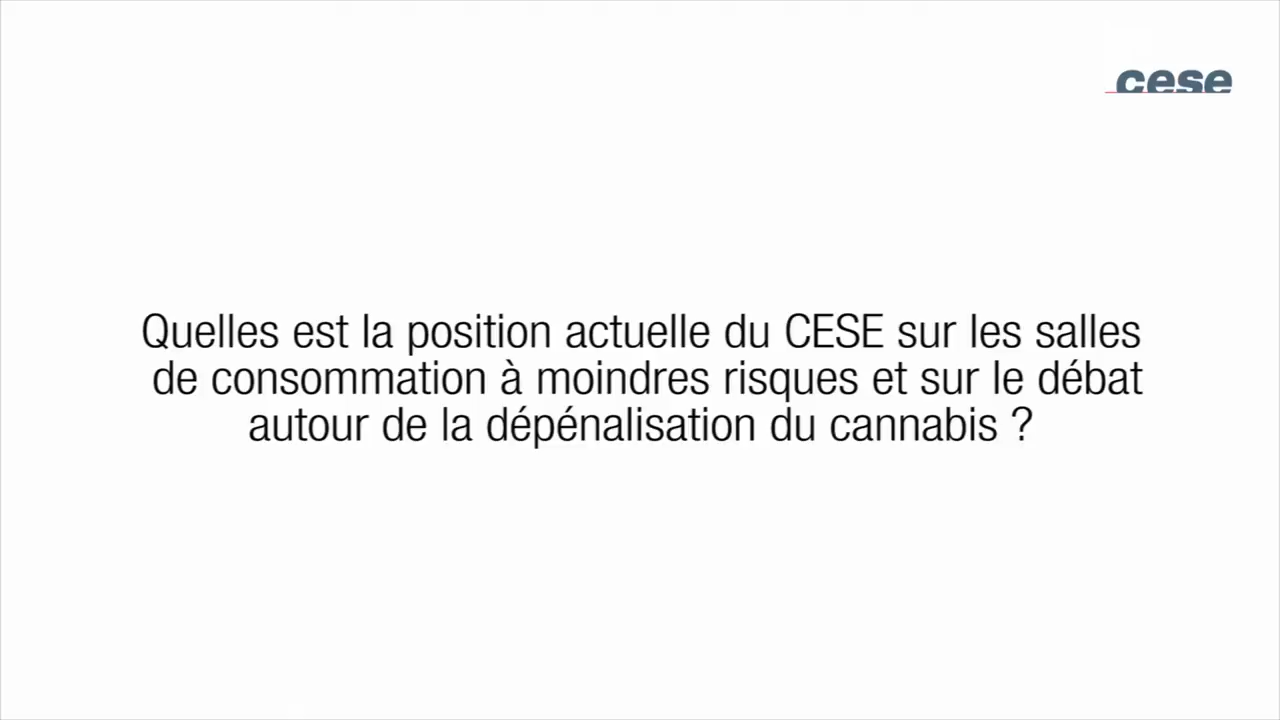 cese
Quelles est la position actuelle du CESE sur les salles
de consommation à moindres risques et sur le débat
autour de la dépénalisation du cannabis ?